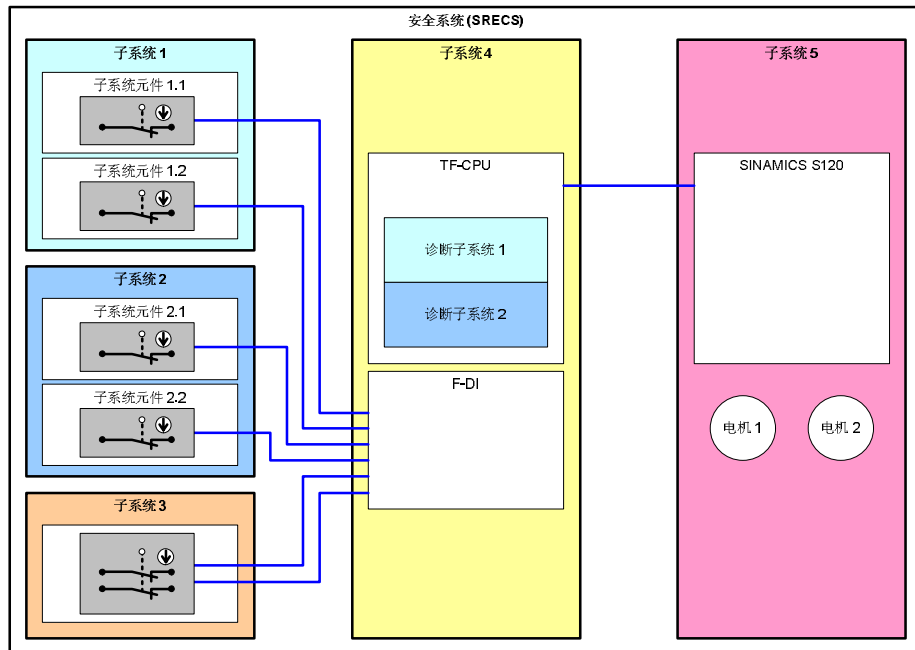 安全系统(SRECS)
子系统1
子系统元件 1.1
子系统元件 1.2
子系统2
子系统元件 2.1
子系统元件 2.2
子系统3
子系统4
TF-CPU
诊断子系统 1
诊断子系统 2
F-DI
子系统5
SINAMICS S120
电机 1
电机 2